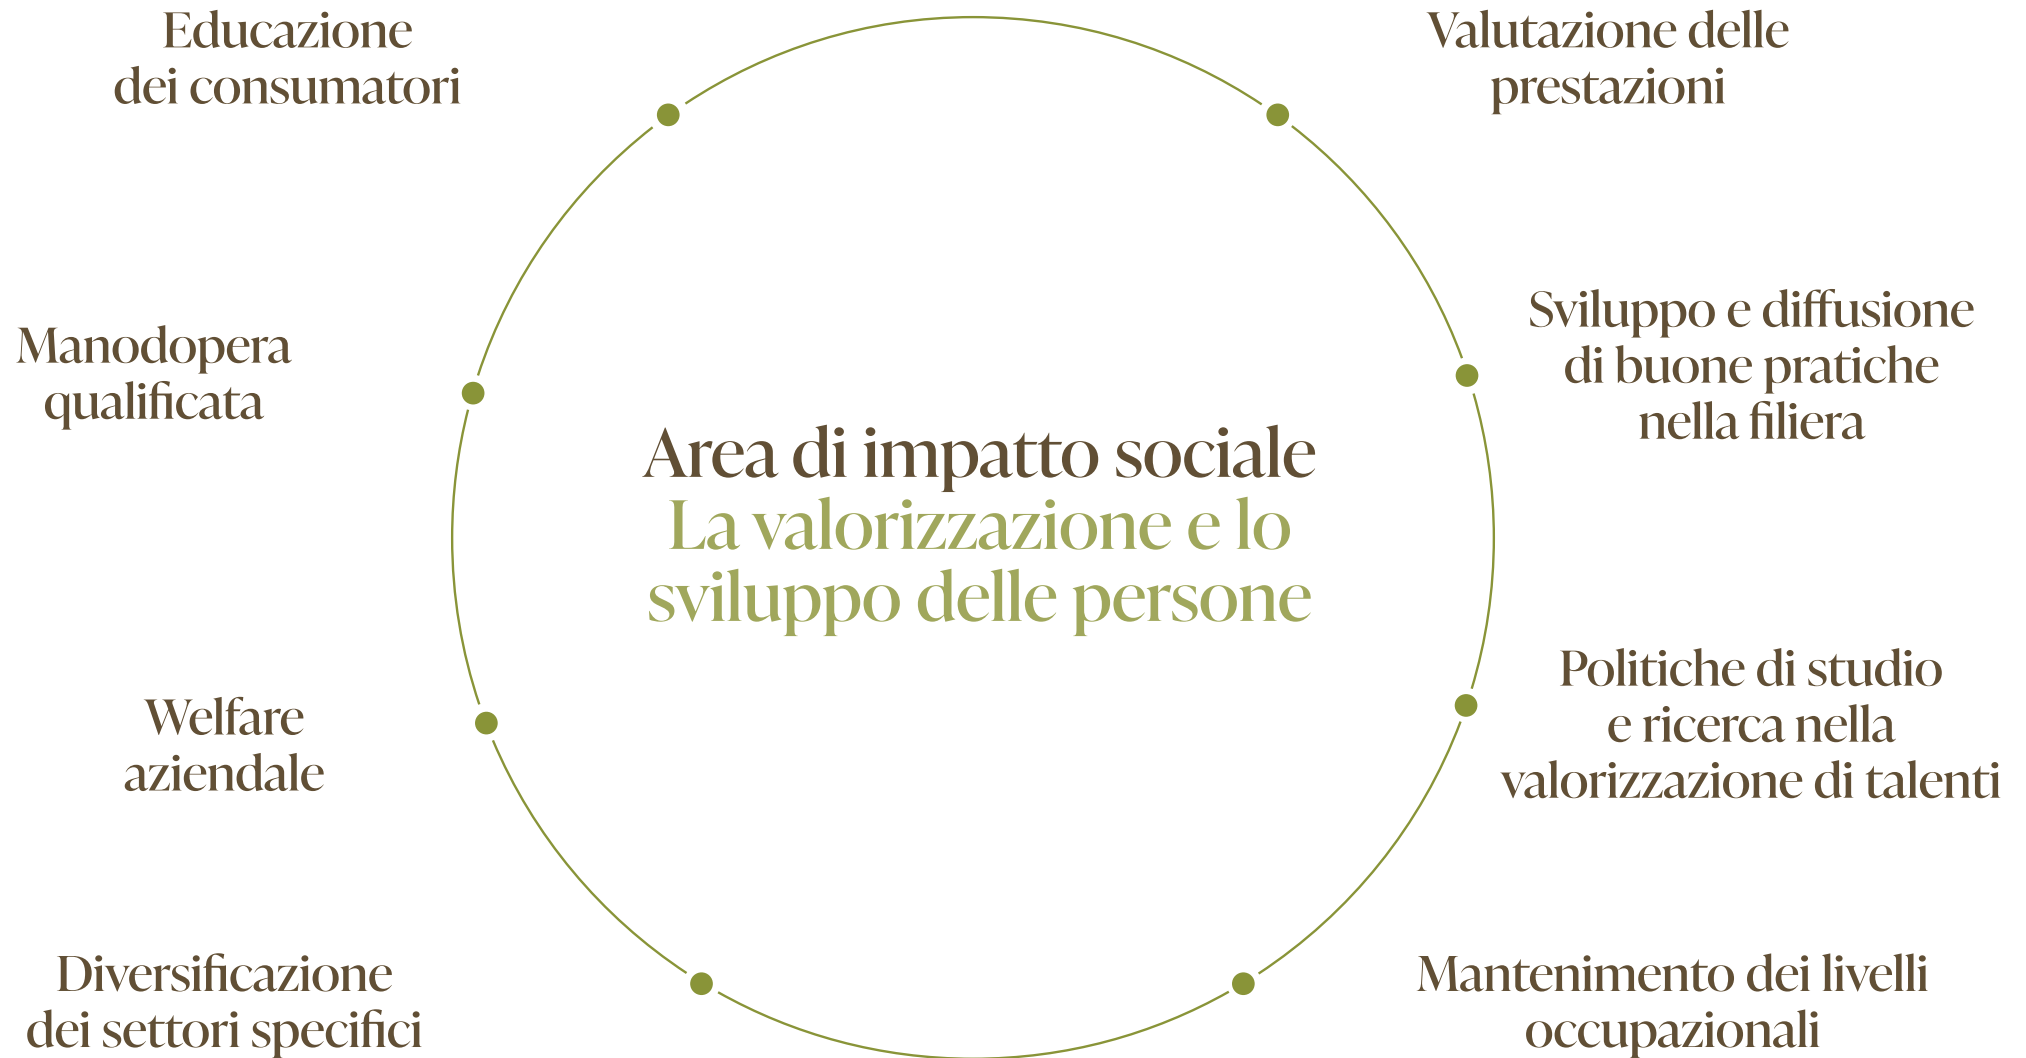 Educazione
dei consumatori
Valutazione delle
prestazioni
Manodopera
qualificata
Sviluppo e diffusione
di buone pratiche
nella filiera
Area di impatto sociale
La valorizzazione e lo
sviluppo delle persone
Welfare
aziendale
Politiche di studio
e ricerca nella
valorizzazione di talenti
Diversificazione
dei settori specifici
Mantenimento dei livelli
occupazionali